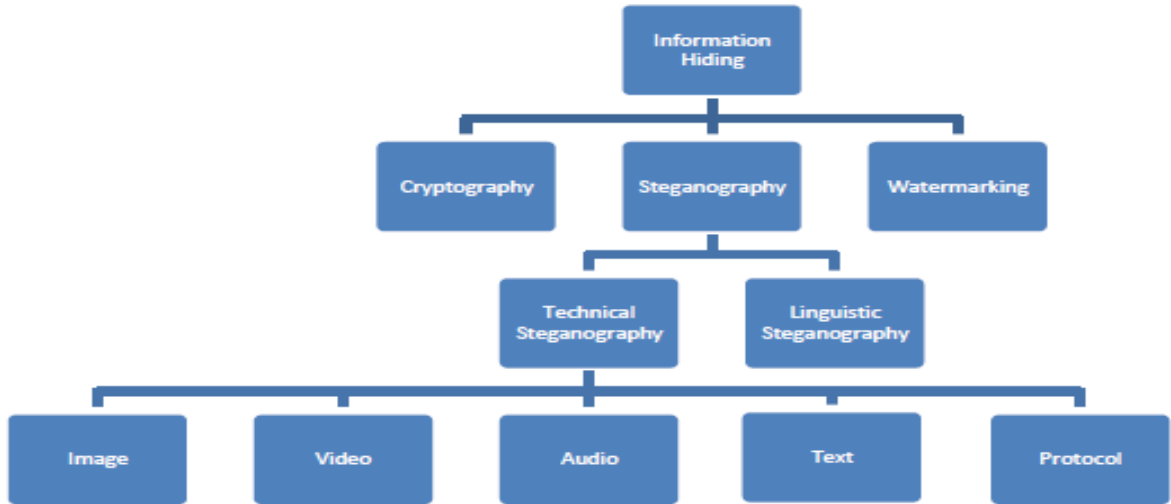 Information
Hiding
Cryptography
Steganography
Watermarking
Technical
Steganography
Linguistic
Steganography
Image
Video
Audio
Text
Protocol